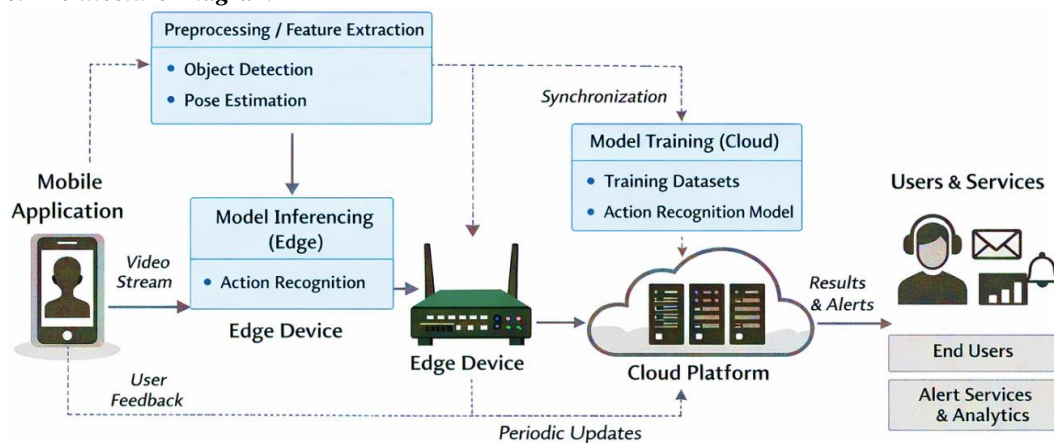 Preprocessing / Feature Extraction
• Object Detection
• Pose Estimation
Synchronization
Model Training (Cloud)
• Training Datasets
• Action Recognition Model
Mobile
Application
Model Inferencing
(Edge)
• Action Recognition
Edge Device
Video
Stream
Edge Device
Cloud Platform
Results
& Alerts
Users & Services
End Users
Alert Services
& Analytics
User
Feedback
Periodic Updates